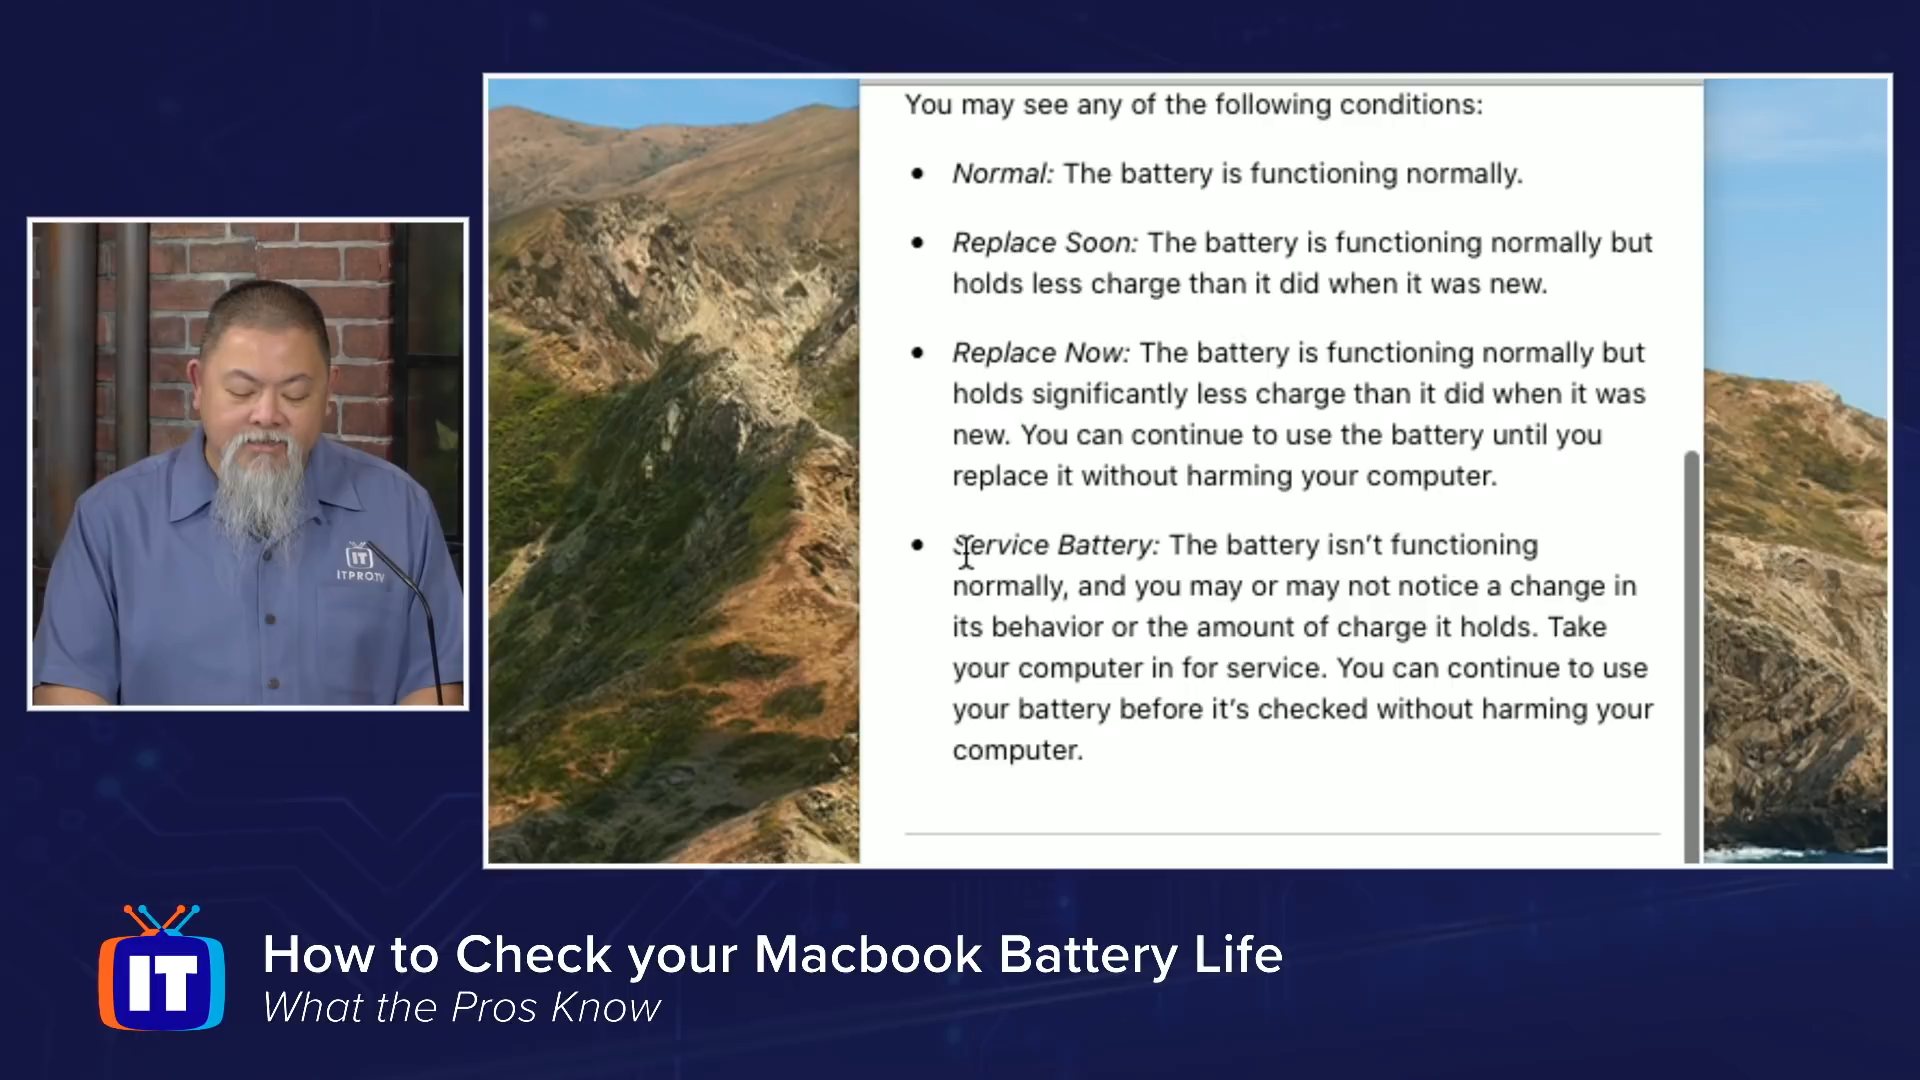 You may see any of the following conditions:
• Normal: The battery is functioning normally.
• Replace Soon: The battery is functioning normally but
holds less charge than it did when it was new.
• Replace Now: The battery is functioning normally but
holds significantly less charge than it did when it was
new. You can continue to use the battery until you
replace it without harming your computer.
• Service Battery: The battery isn’t functioning
normally, and you may or may not notice a change in
its behavior or the amount of charge it holds. Take
your computer in for service. You can continue to use
your battery before it’s checked without harming your
computer.
IT
ITPRO.TV
IT
How to Check your Macbook Battery Life
What the Pros Know